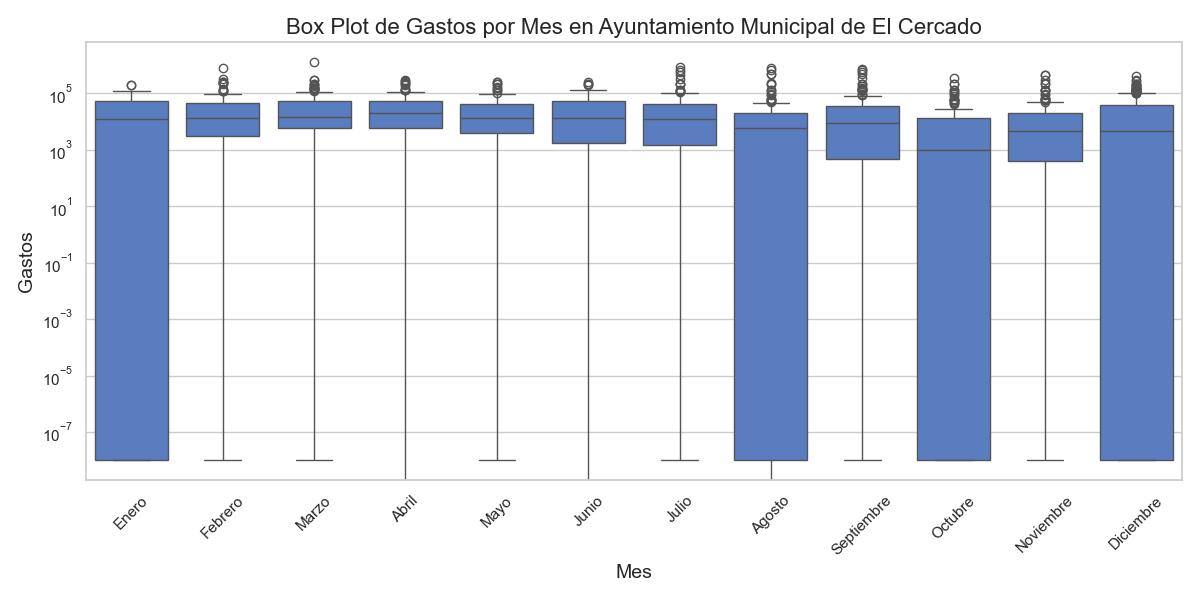 Box Plot de Gastos por Mes en Ayuntamiento Municipal de El Cercado
Gastos
10^5
10^3
10^1
10^−1
10^−3
10^−5
10^−7
Enero
Febrero
Marzo
Abril
Mayo
Junio
Julio
Agosto
Septiembre
Octubre
Noviembre
Diciembre
Mes